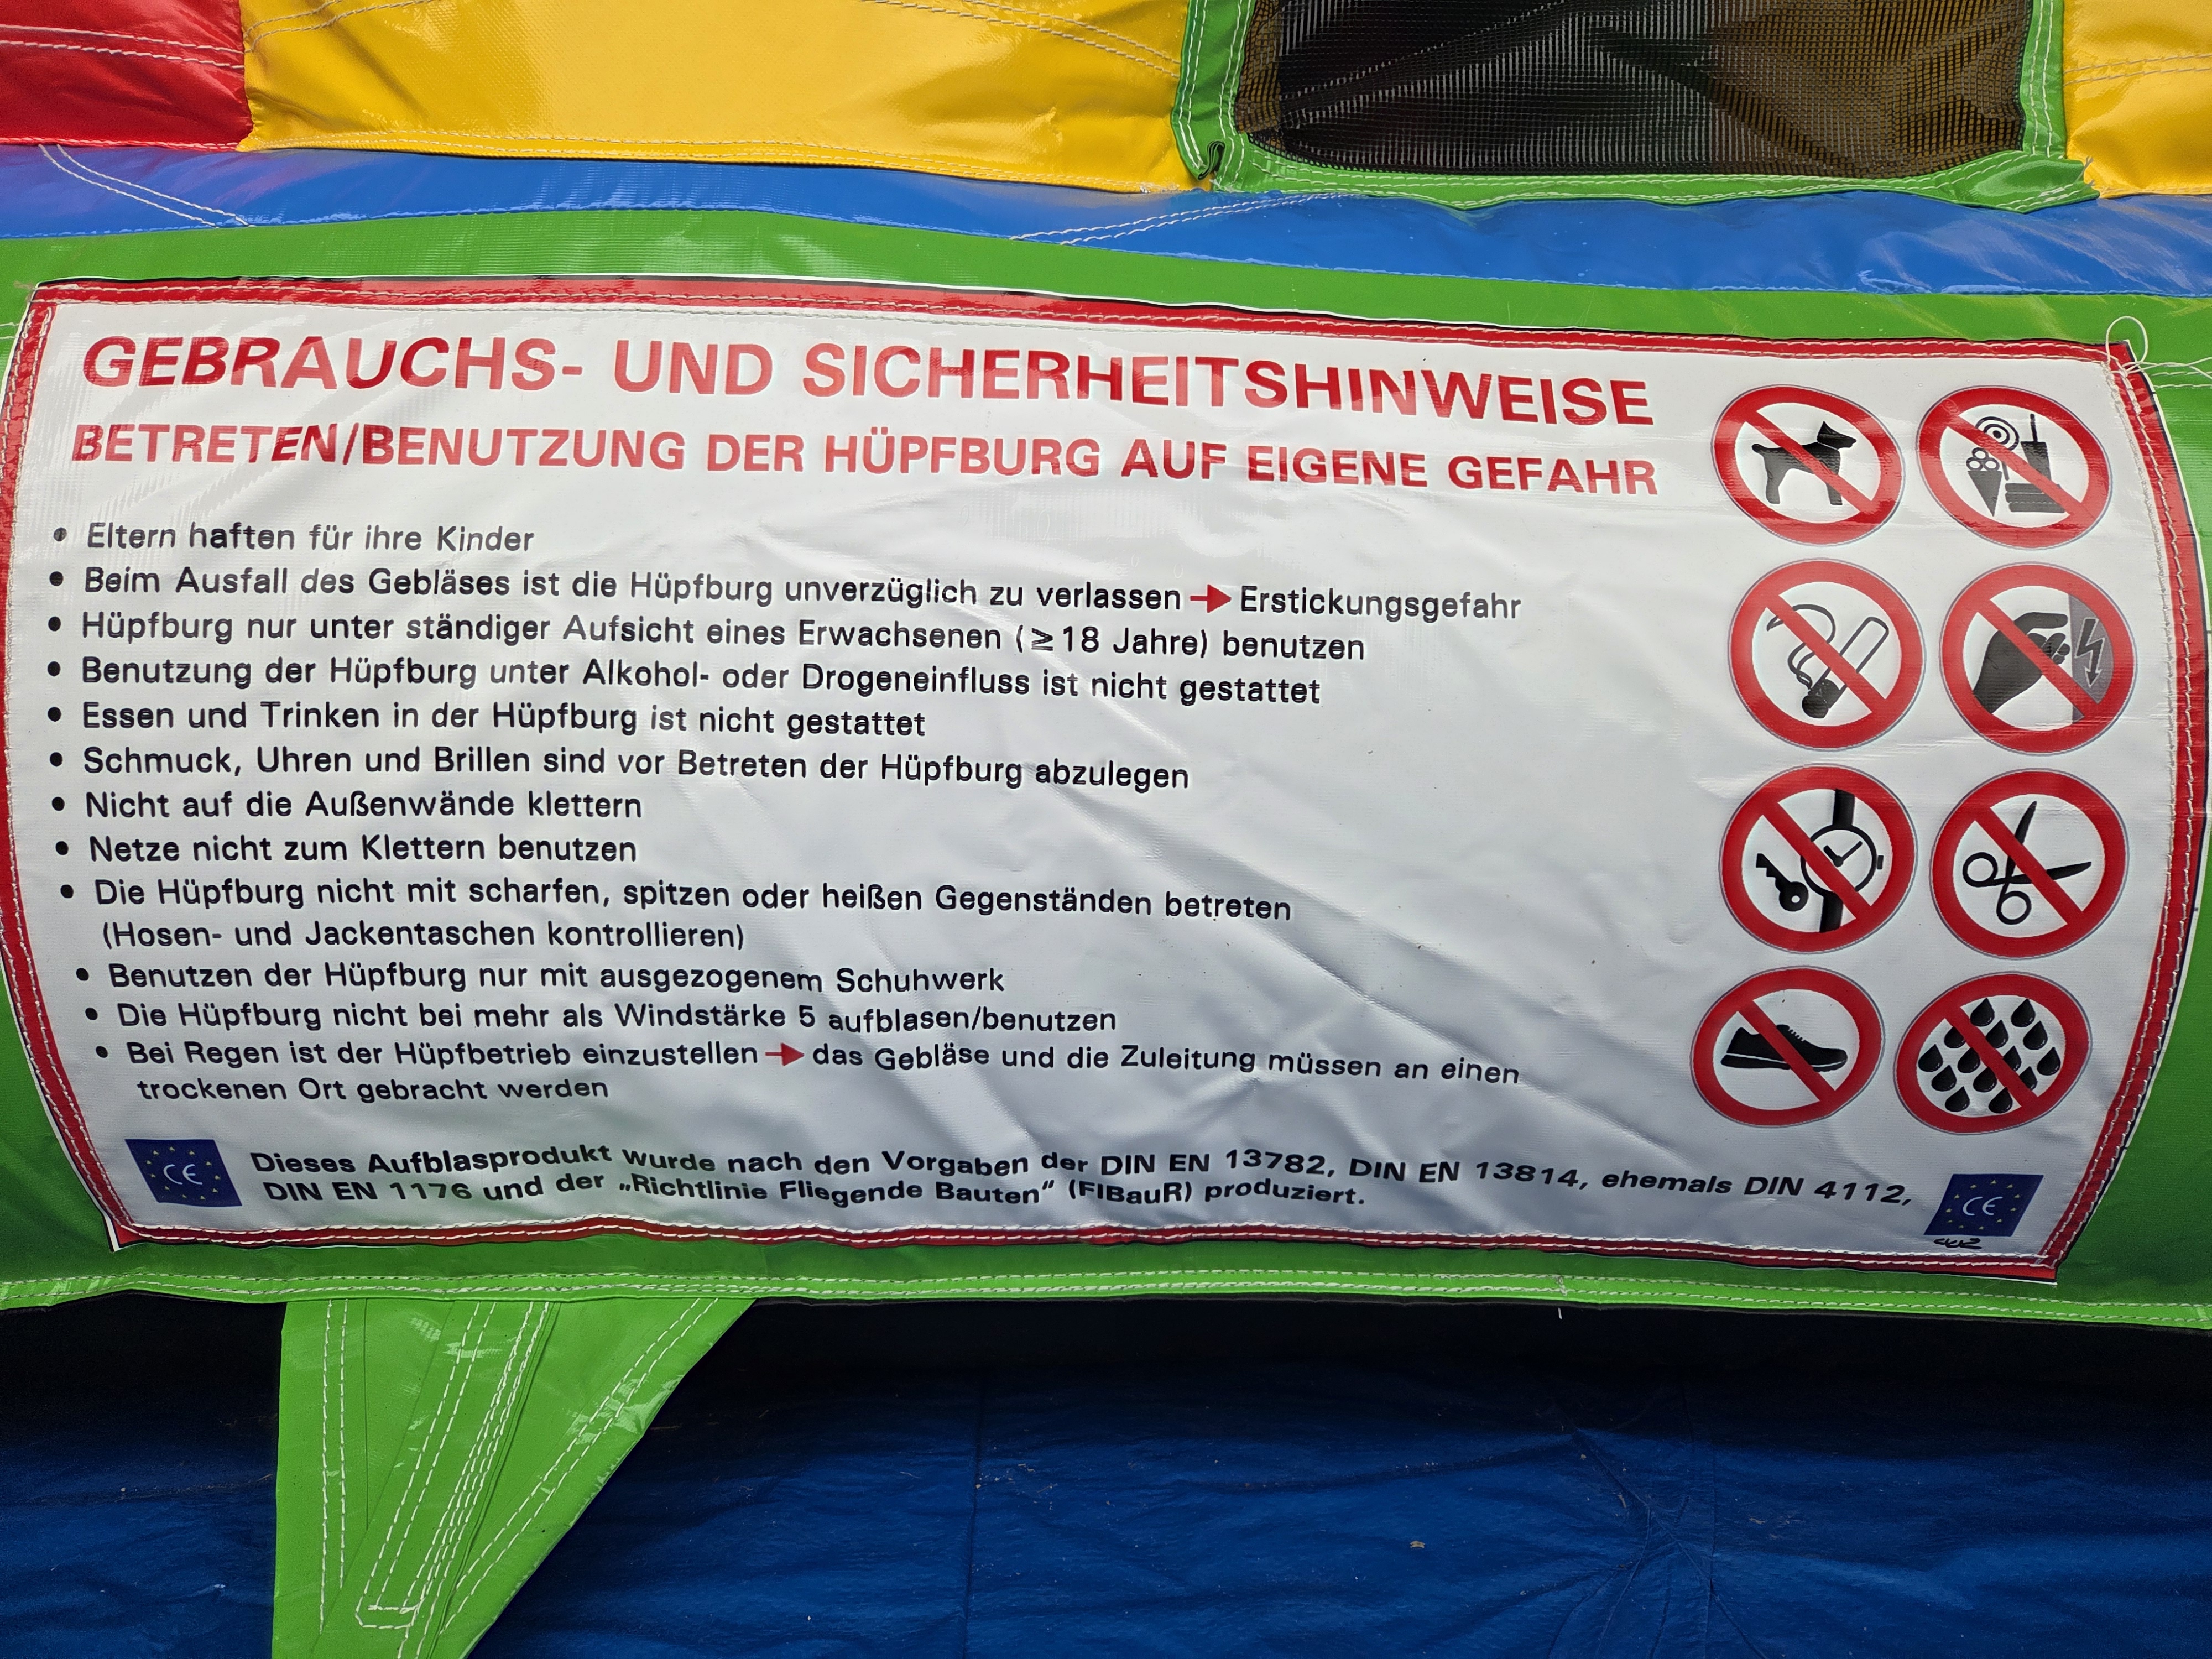 GEBRAUCHS- UND SICHERHEITSHINWEISE
BETRETEN/BENUTZUNG DER HÜPFBURG AUF EIGENE GEFAHR
• Eltern haften für ihre Kinder
• Beim Ausfall des Gebläses ist die Hüpfburg unverzüglich zu verlassen → Erstickungsgefahr
• Hüpfburg nur unter ständiger Aufsicht eines Erwachsenen (≥18 Jahre) benutzen
• Benutzung der Hüpfburg unter Alkohol- oder Drogeneinfluss ist nicht gestattet
• Essen und Trinken in der Hüpfburg ist nicht gestattet
• Schmuck, Uhren und Brillen sind vor Betreten der Hüpfburg abzulegen
• Nicht auf die Außenwände klettern
• Netze nicht zum Klettern benutzen
• Die Hüpfburg nicht mit scharfen, spitzen oder heißen Gegenständen betreten
(Hosen- und Jackentaschen kontrollieren)
• Benutzen der Hüpfburg nur mit ausgezogenem Schuhwerk
• Die Hüpfburg nicht bei mehr als Windstärke 5 aufblasen/benutzen
• Bei Regen ist der Hüpfbetrieb einzustellen → das Gebläse und die Zuleitung müssen an einen
trockenen Ort gebracht werden
CE
Dieses Aufblasprodukt wurde nach den Vorgaben der DIN EN 13782, DIN EN 13814, ehemals DIN 4112,
DIN EN 1176 und der „Richtlinie Fliegende Bauten" (FlBauR) produziert.
CE